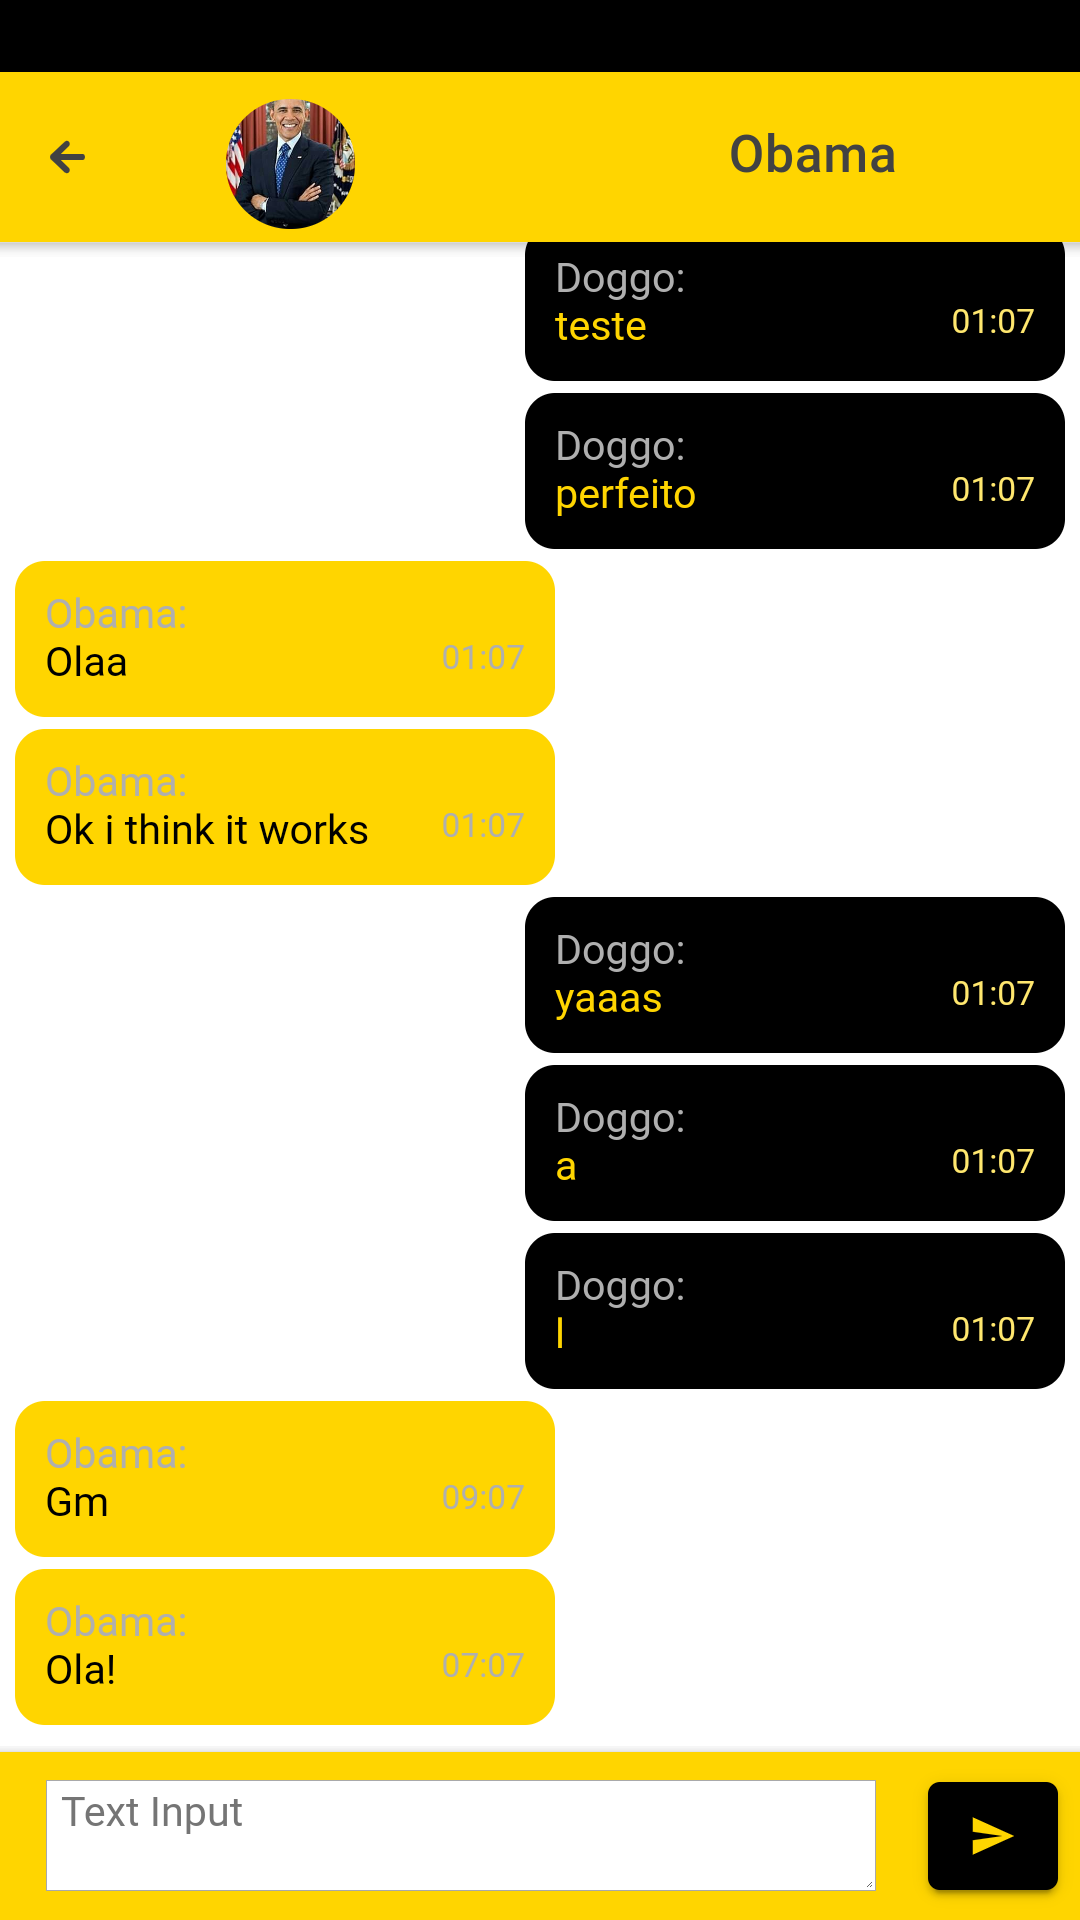 Obama
Doggo:
teste 01:07
Doggo:
perfeito 01:07
Obama:
Olaa 01:07
Obama:
Ok i think it works 01:07
Doggo:
yaaas 01:07
Doggo:
a 01:07
Doggo:
l 01:07
Obama:
Gm 09:07
Obama:
Ola! 07:07
Text Input